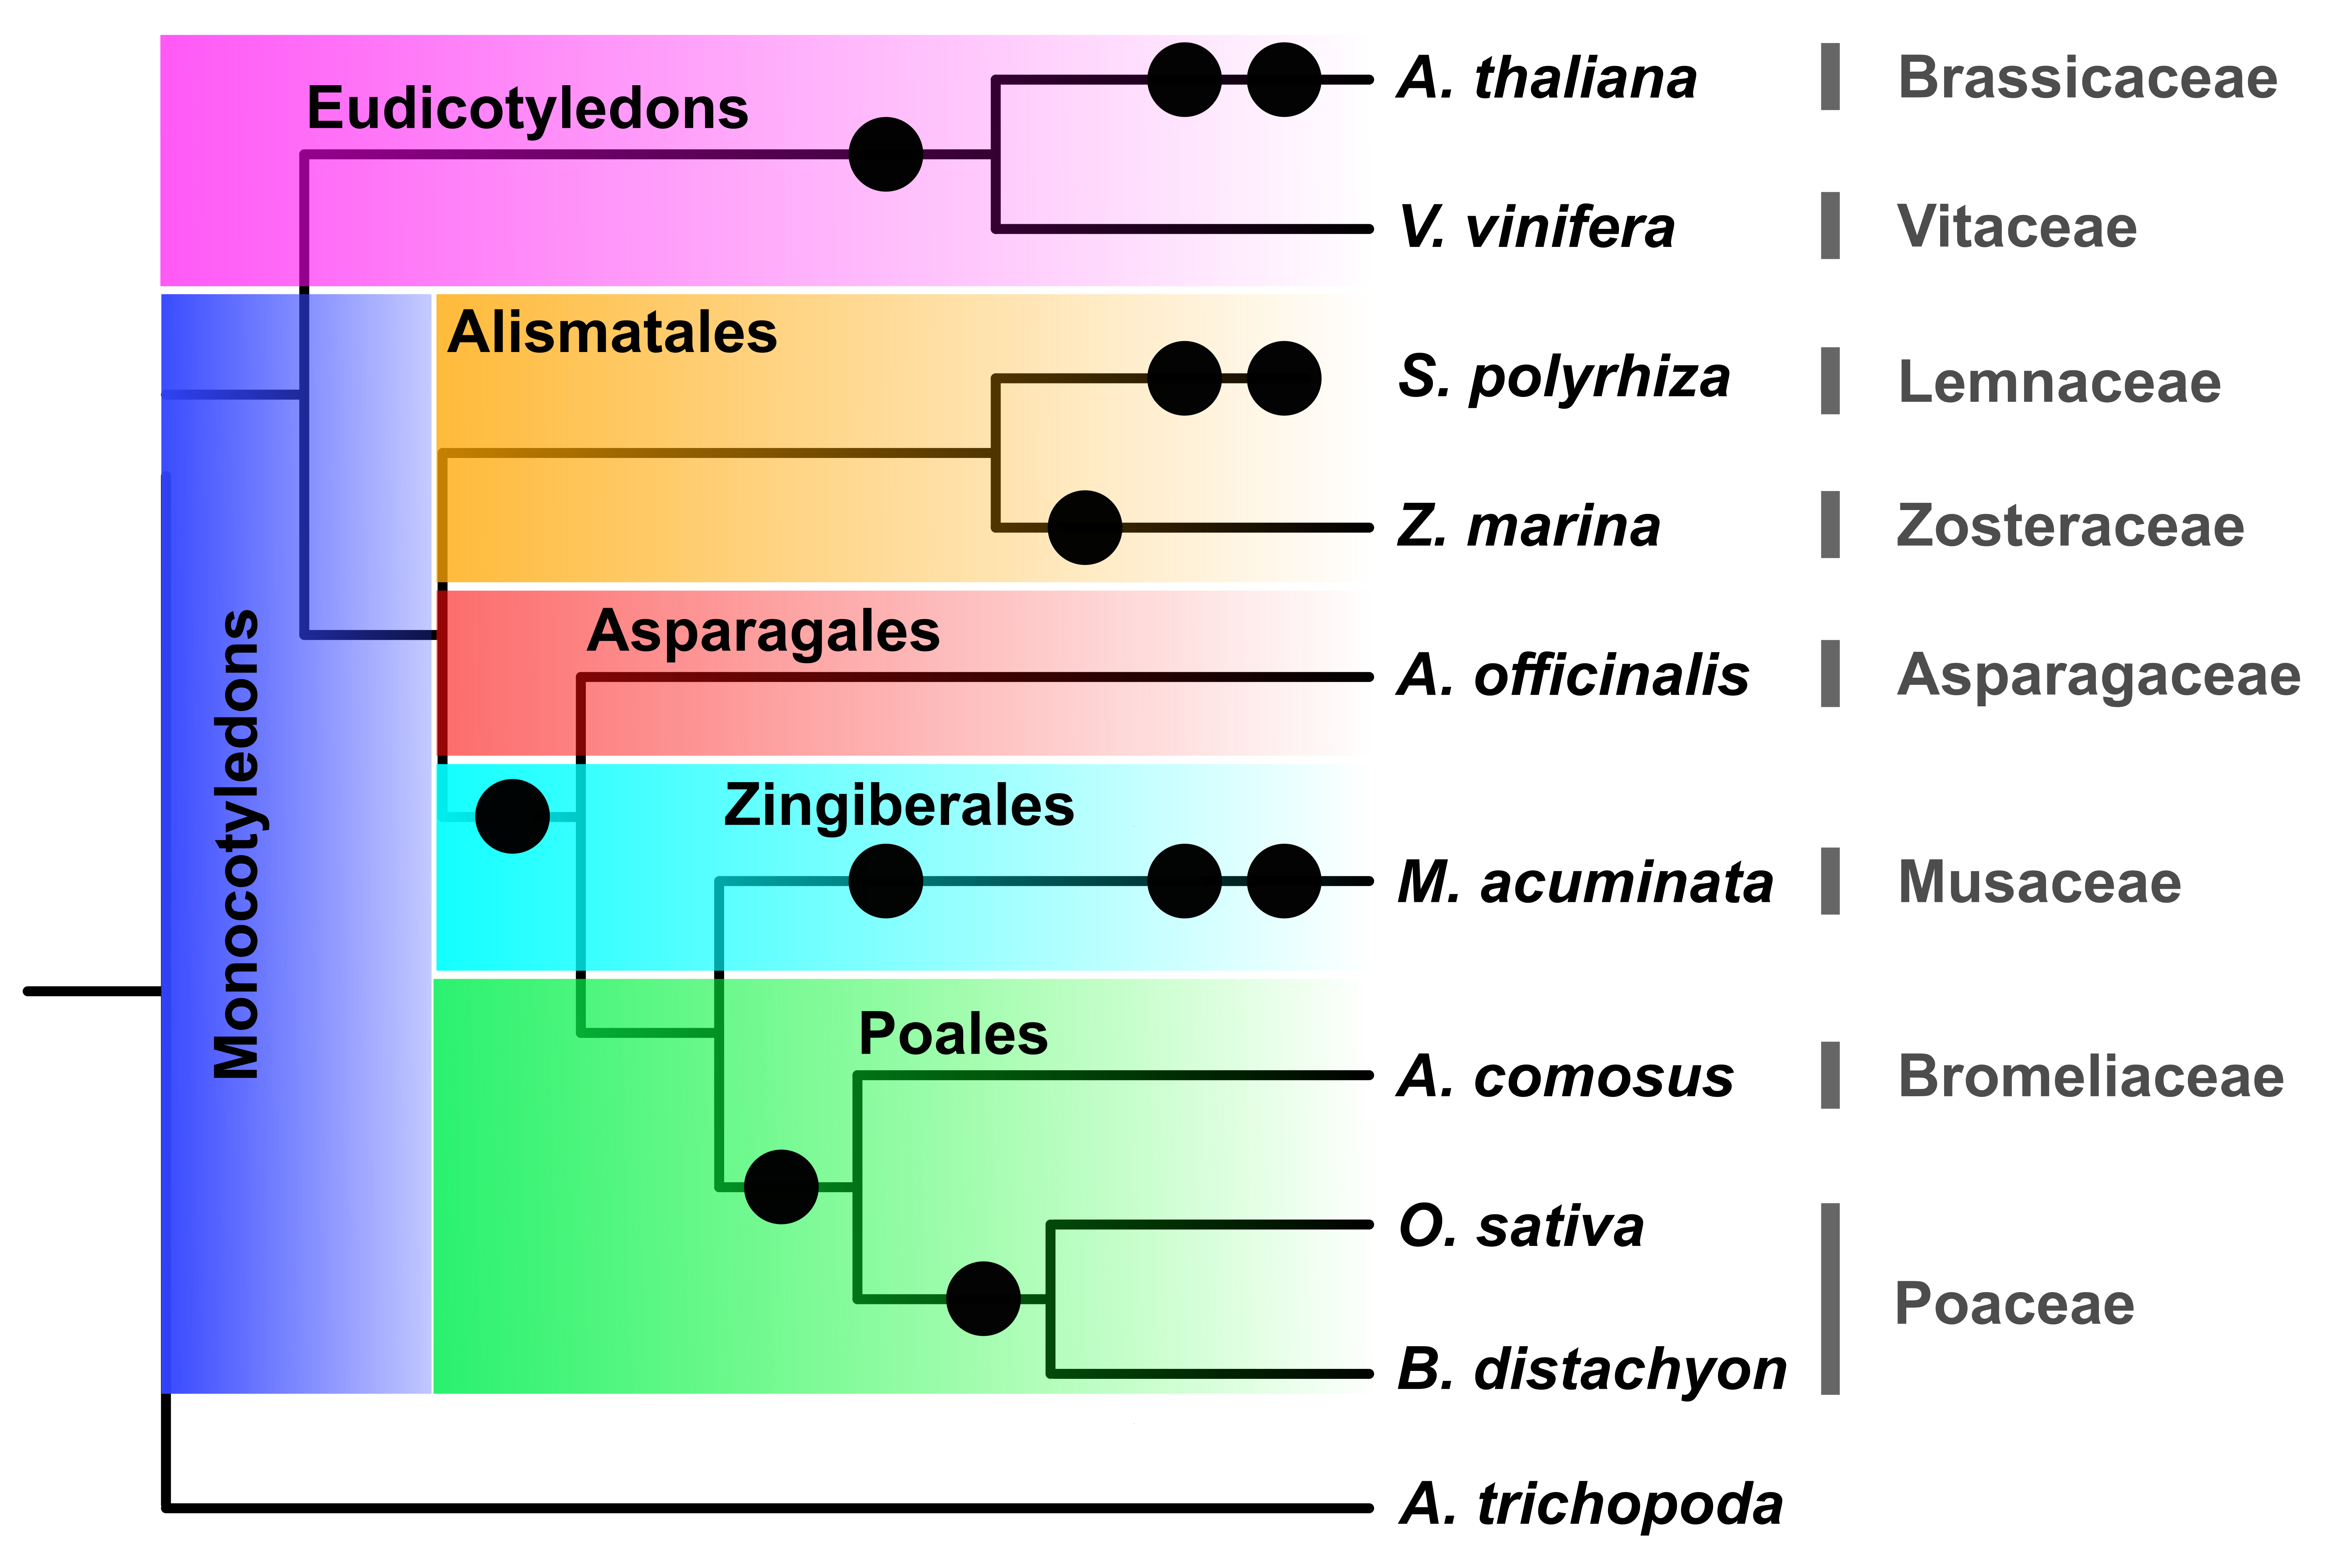 Eudicotyledons
A. thaliana
Brassicaceae
V. vinifera
Vitaceae
Alismatales
S. polyrhiza
Lemnaceae
Z. marina
Zosteraceae
Monocotyledons
Asparagales
A. officinalis
Asparagaceae
Zingiberales
M. acuminata
Musaceae
Poales
A. comosus
Bromeliaceae
O. sativa
Poaceae
B. distachyon
A. trichopoda